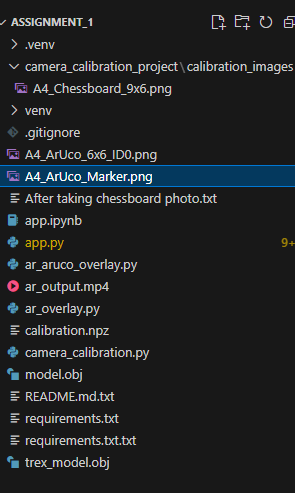 ASSIGNMENT_1
.venv
camera_calibration_project\calibration_images
A4_Chessboard_9x6.png
venv
.gitignore
A4_ArUco_6x6_ID0.png
A4_ArUco_Marker.png
After taking chessboard photo.txt
app.ipynb
app.py 9+
ar_aruco_overlay.py
ar_output.mp4
ar_overlay.py
calibration.npz
camera_calibration.py
model.obj
README.md.txt
requirements.txt
requirements.txt.txt
trex_model.obj